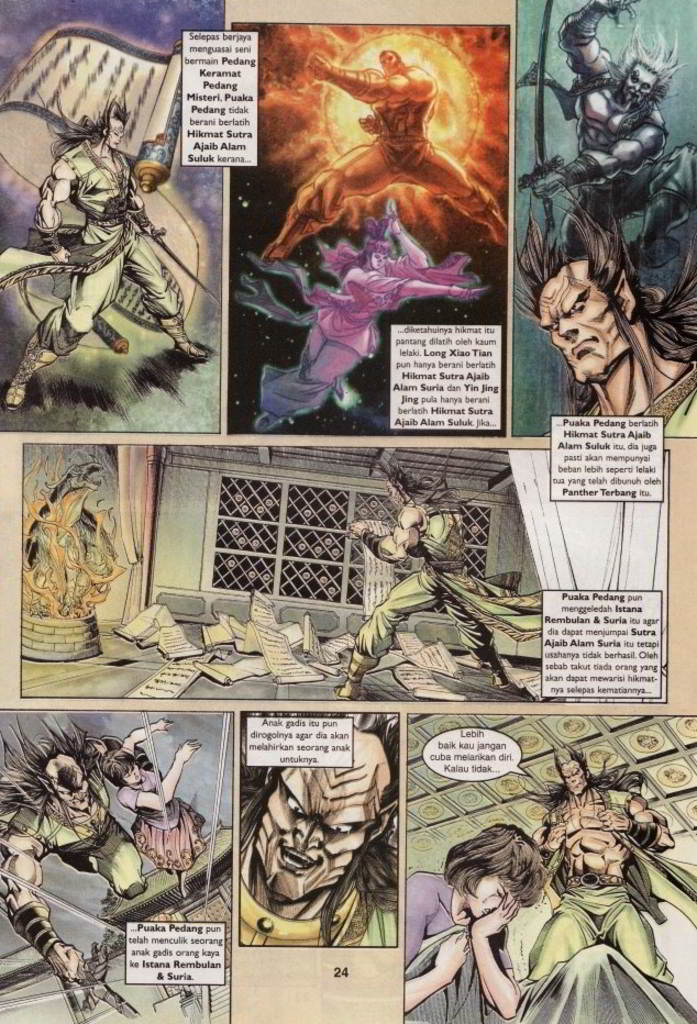 Selepas berjaya
menguasai seni
bermain Pedang
Keramat
Pedang
Misteri, Puaka
Pedang tidak
berani berlatih
Hikmat Sutra
Ajaib Alam
Suluk kerana...
...diketahuinya hikmat itu
pantang dilatih oleh kaum
lelaki. Long Xiao Tian
pun hanya berani berlatih
Hikmat Sutra Ajaib
Alam Suria dan Yin Jing
Jing pula hanya berani
berlatih Hikmat Sutra
Ajaib Alam Suluk. Jika...
...Puaka Pedang berlatih
Hikmat Sutra Ajaib Alam
Alam Suluk itu, dia juga
pasti akan mempunyai
beban lebih seperti lelaki
tua yang telah dibunuh oleh
Panther Terbang itu.
Puaka Pedang pun
menggeledah Istana
Rembulan & Suria itu agar
dia dapat menjumpai Sutra
Ajaib Alam Suria itu tetapi
usahanya tidak berhasil. Oleh
sebab takut tiada orang yang
akan dapat mewarisi hikmat-
nya selepas kematiannya...
...Puaka Pedang pun
telah menculik seorang
anak gadis orang kaya
ke Istana Rembulan
& Suria.
Anak gadis itu pun
dirogolnya agar dia akan
melahirkan seorang anak
untuknya.
Lebih
baik kau jangan
cuba melarikan diri.
Kalau tidak...
24